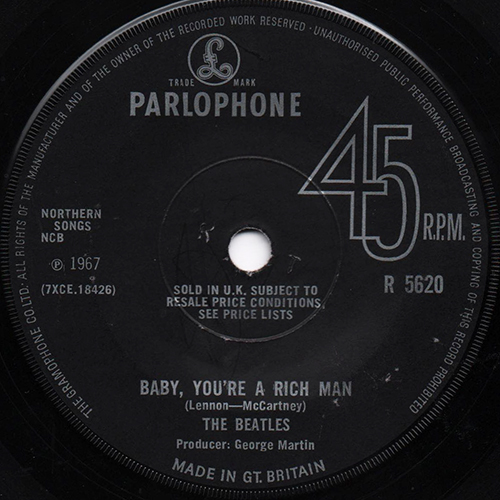 THE GRAMOPHONE CO. LTD. ALL RIGHTS OF THE MANUFACTURER AND OF THE OWNER OF THE RECORDED WORK RESERVED · UNAUTHORISED PUBLIC PERFORMANCE BROADCASTING AND COPYING OF THIS RECORD PROHIBITED
£
TRADE MARK
PARLOPHONE
45
R.P.M.
NORTHERN
SONGS
NCB
℗ 1967
(7XCE.18426)
R 5620
SOLD IN U.K. SUBJECT TO
RESALE PRICE CONDITIONS,
SEE PRICE LISTS
BABY, YOU'RE A RICH MAN
(Lennon—McCartney)
THE BEATLES
Producer: George Martin
MADE IN GT. BRITAIN